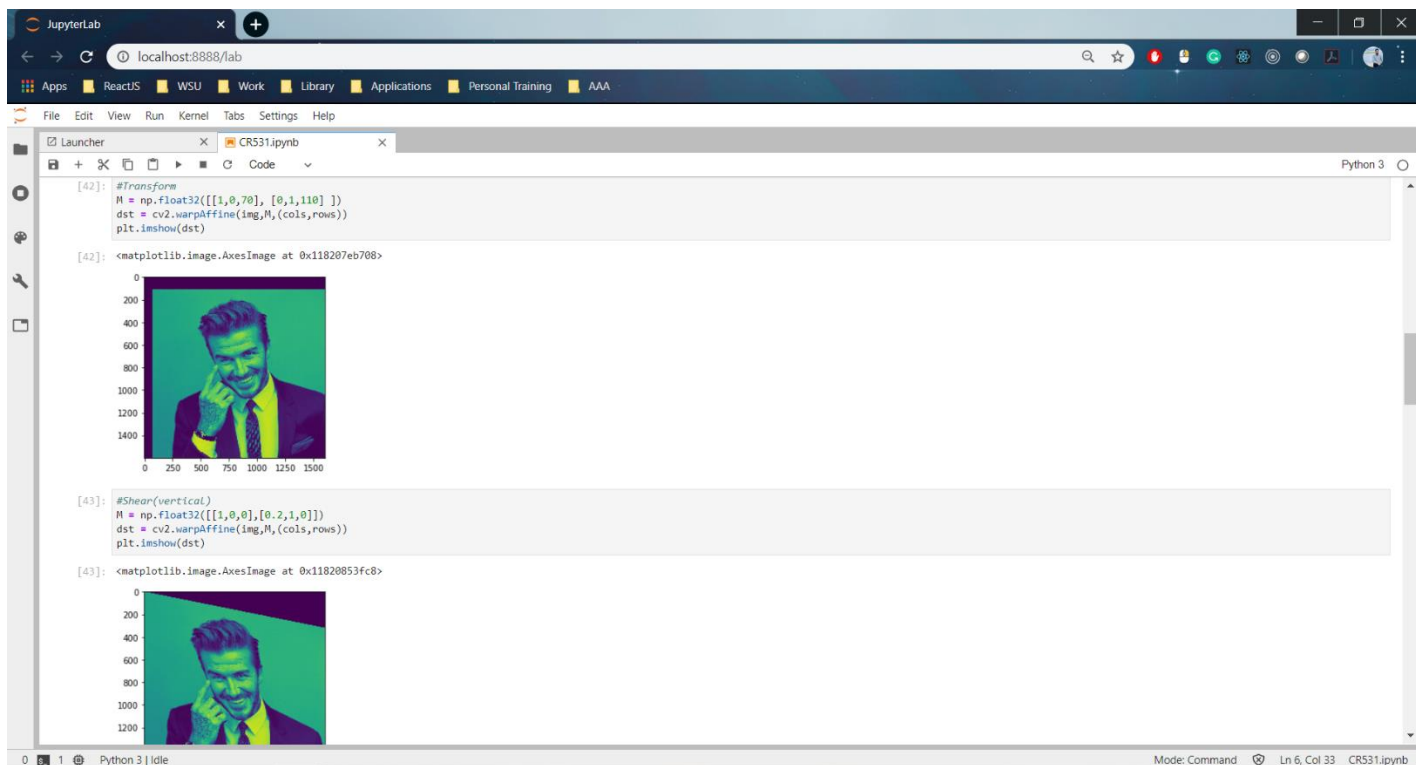 JupyterLab
localhost:8888/lab
Apps ReactJS WSU Work Library Applications Personal Training AAA
File Edit View Run Kernel Tabs Settings Help
Launcher CR531.ipynb
Code Python 3
[42]: #Transform
M = np.float32([[1,0,70], [0,1,110] ])
dst = cv2.warpAffine(img,M,(cols,rows))
plt.imshow(dst)
[42]: <matplotlib.image.AxesImage at 0x118207eb708>
0
200
400
600
800
1000
1200
1400
0 250 500 750 1000 1250 1500
[43]: #Shear(vertical)
M = np.float32([[1,0,0],[0.2,1,0]])
dst = cv2.warpAffine(img,M,(cols,rows))
plt.imshow(dst)
[43]: <matplotlib.image.AxesImage at 0x11820853fc8>
0
200
400
600
800
1000
1200
0 1 Python 3 | Idle Mode: Command Ln 6, Col 33 CR531.ipynb